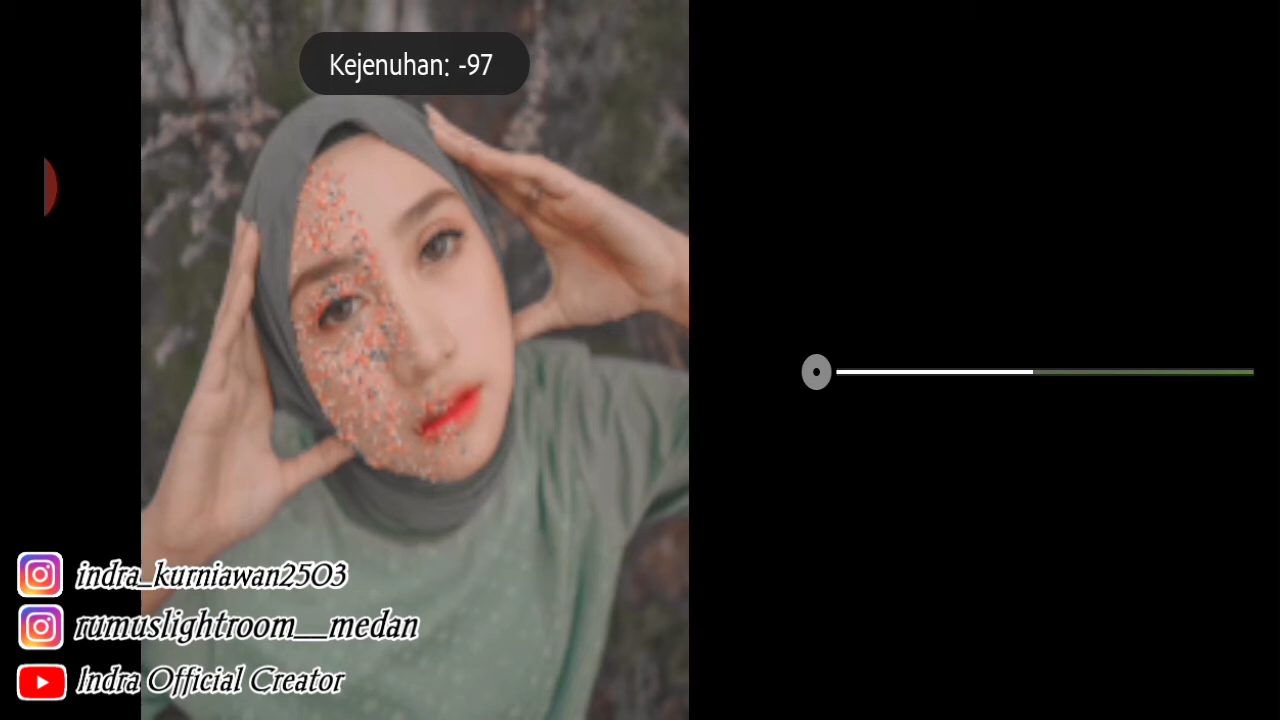 Kejenuhan: -97
indra_kurniawan2503
rumuslightroom__medan
Indra Official Creator